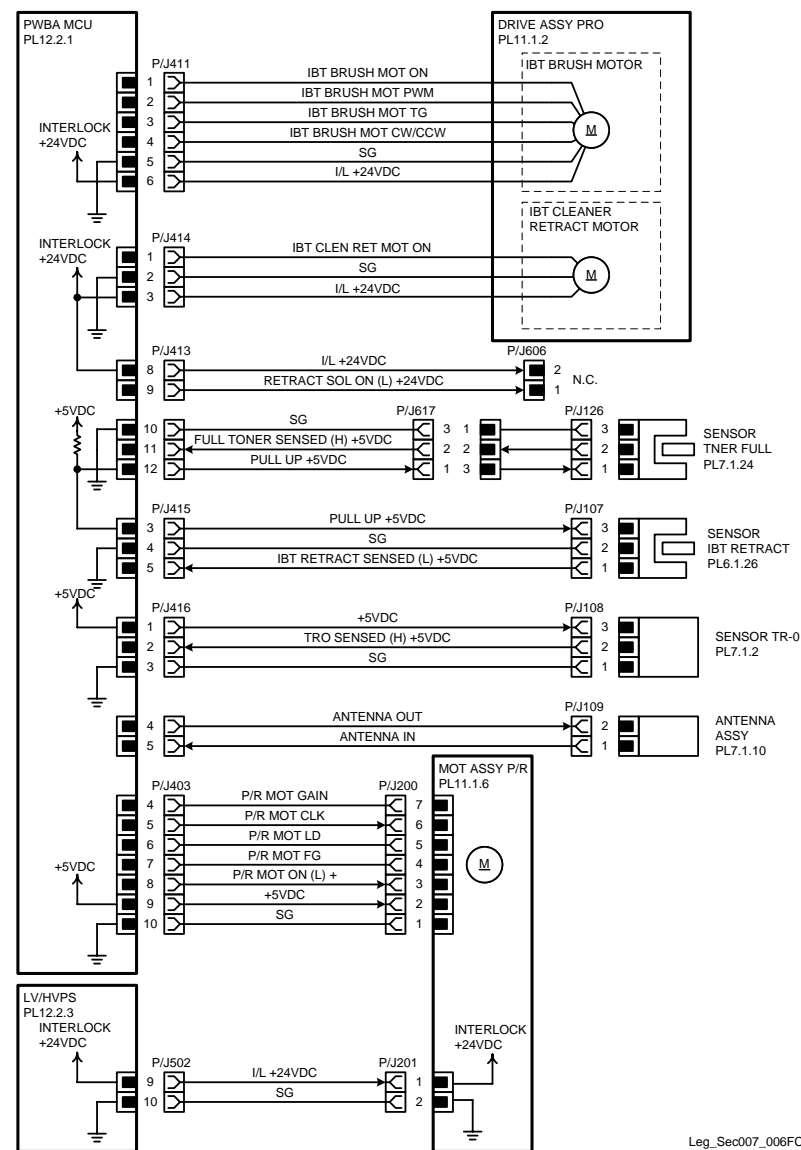 PWBA MCU
PL12.2.1
DRIVE ASSY PRO
PL11.1.2
P/J411
IBT BRUSH MOTOR
1 IBT BRUSH MOT ON
2 IBT BRUSH MOT PWM
3 IBT BRUSH MOT TG
INTERLOCK
+24VDC
4 IBT BRUSH MOT CW/CCW
M
5 SG
6 I/L +24VDC
IBT CLEANER
RETRACT MOTOR
INTERLOCK
+24VDC
P/J414
1 IBT CLEN RET MOT ON
2 SG
M
3 I/L +24VDC
P/J413 P/J606
8 I/L +24VDC 2
9 RETRACT SOL ON (L) +24VDC 1
N.C.
+5VDC
P/J617 P/J126
10 SG 3 1 3
11 FULL TONER SENSED (H) +5VDC 2 2 2
12 PULL UP +5VDC 1 3 1
SENSOR
TNER FULL
PL7.1.24
P/J415 P/J107
3 PULL UP +5VDC 3
4 SG 2
5 IBT RETRACT SENSED (L) +5VDC 1
SENSOR
IBT RETRACT
PL6.1.26
+5VDC
P/J416 P/J108
1 +5VDC 3
2 TRO SENSED (H) +5VDC 2
3 SG 1
SENSOR TR-0
PL7.1.2
P/J109
4 ANTENNA OUT 2
5 ANTENNA IN 1
ANTENNA
ASSY
PL7.1.10
MOT ASSY P/R
PL11.1.6
P/J403 P/J200
4 P/R MOT GAIN 7
5 P/R MOT CLK 6
6 P/R MOT LD 5
7 P/R MOT FG 4
M
+5VDC
8 P/R MOT ON (L) + 3
9 +5VDC 2
10 SG 1
LV/HVPS
PL12.2.3
INTERLOCK
+24VDC
INTERLOCK
+24VDC
P/J502 P/J201
9 I/L +24VDC 1
10 SG 2
Leg_Sec007_006FC